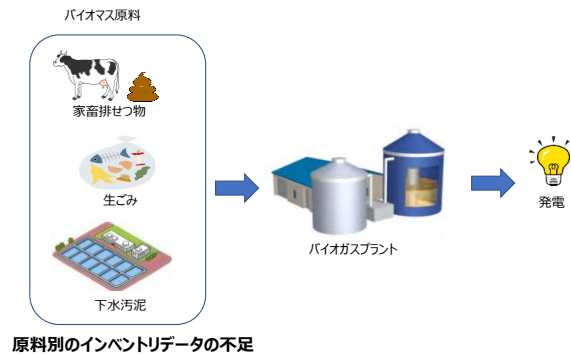 バイオマス原料
家畜排せつ物
生ごみ
下水汚泥
バイオガスプラント
発電
原料別のインベントリデータの不足